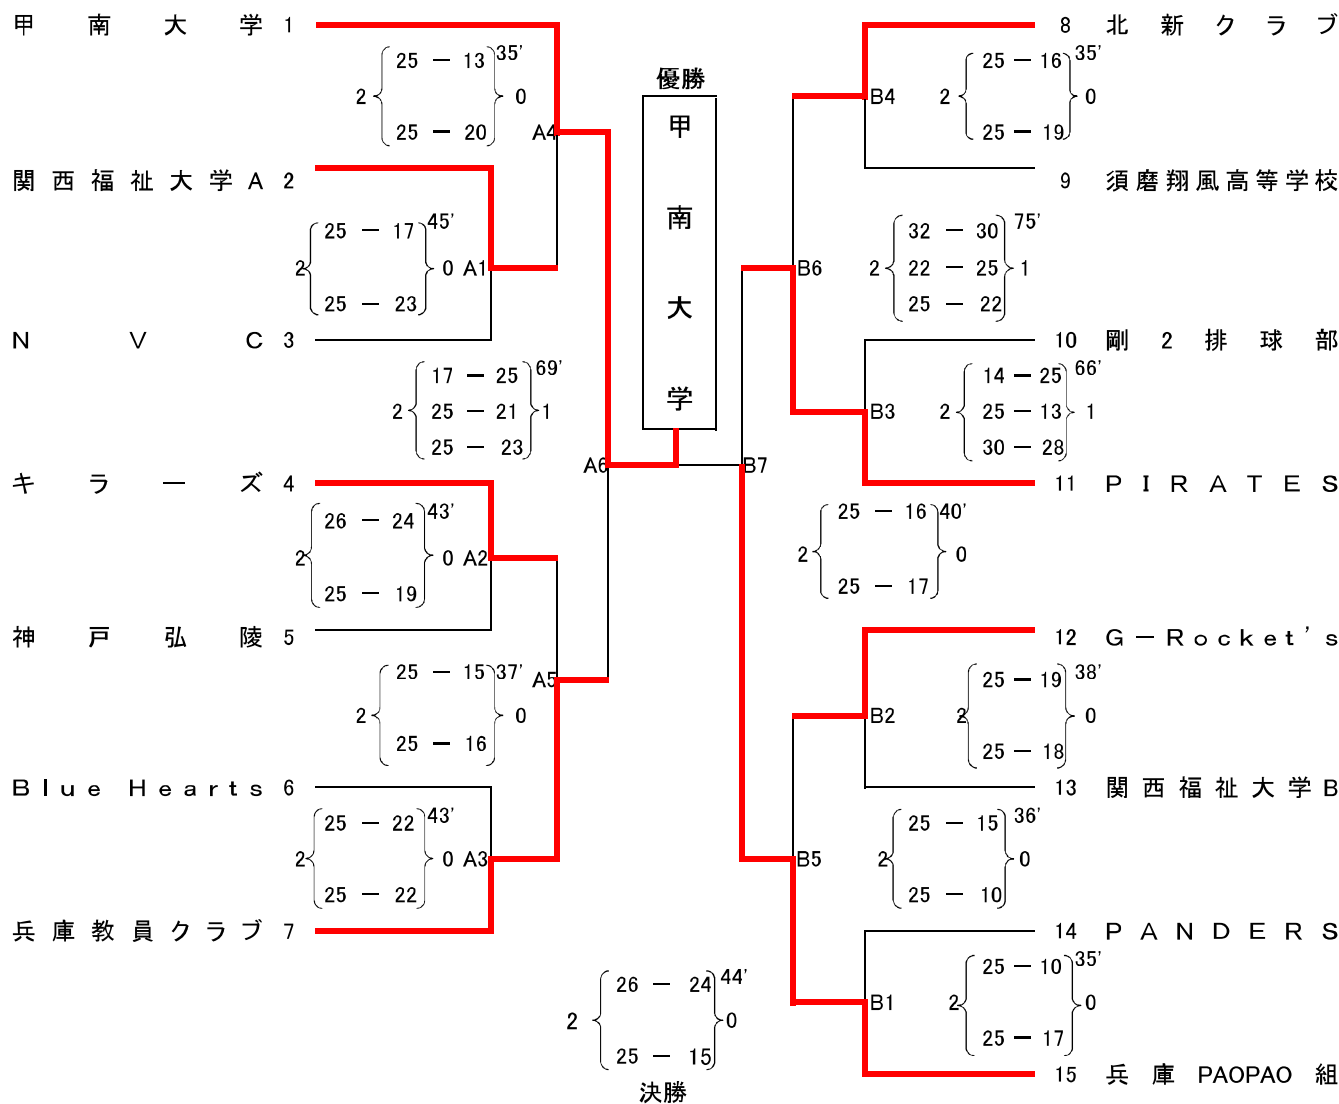 甲南大学 1
2 25 － 13 35' 0
25 － 20
A4
関西福祉大学A 2
2 25 － 17 45' 0 A1
25 － 23
NVC 3
2 17 － 25 69' 1
25 － 21
25 － 23
A6
キラーズ 4
2 26 － 24 43' 0 A2
25 － 19
神戸弘陵 5
2 25 － 15 37' 0
25 － 16
A5
Blue Hearts 6
2 25 － 22 43' 0 A3
25 － 22
兵庫教員クラブ 7
優勝
甲南大学
2 26 － 24 44' 0
25 － 15
決勝
8 北新クラブ
B4 2 25 － 16 35' 0
25 － 19
9 須磨翔風高等学校
B6 2 32 － 30 75' 1
22 － 25
25 － 22
10 剛2排球部
B3 2 14 － 25 66' 1
25 － 13
30 － 28
11 PIRATES
B7
2 25 － 16 40' 0
25 － 17
12 G－Rocket's
B2 2 25 － 19 38' 0
25 － 18
13 関西福祉大学B
B5 2 25 － 15 36' 0
25 － 10
14 PANDERS
B1 2 25 － 10 35' 0
25 － 17
15 兵庫 PAOPAO 組